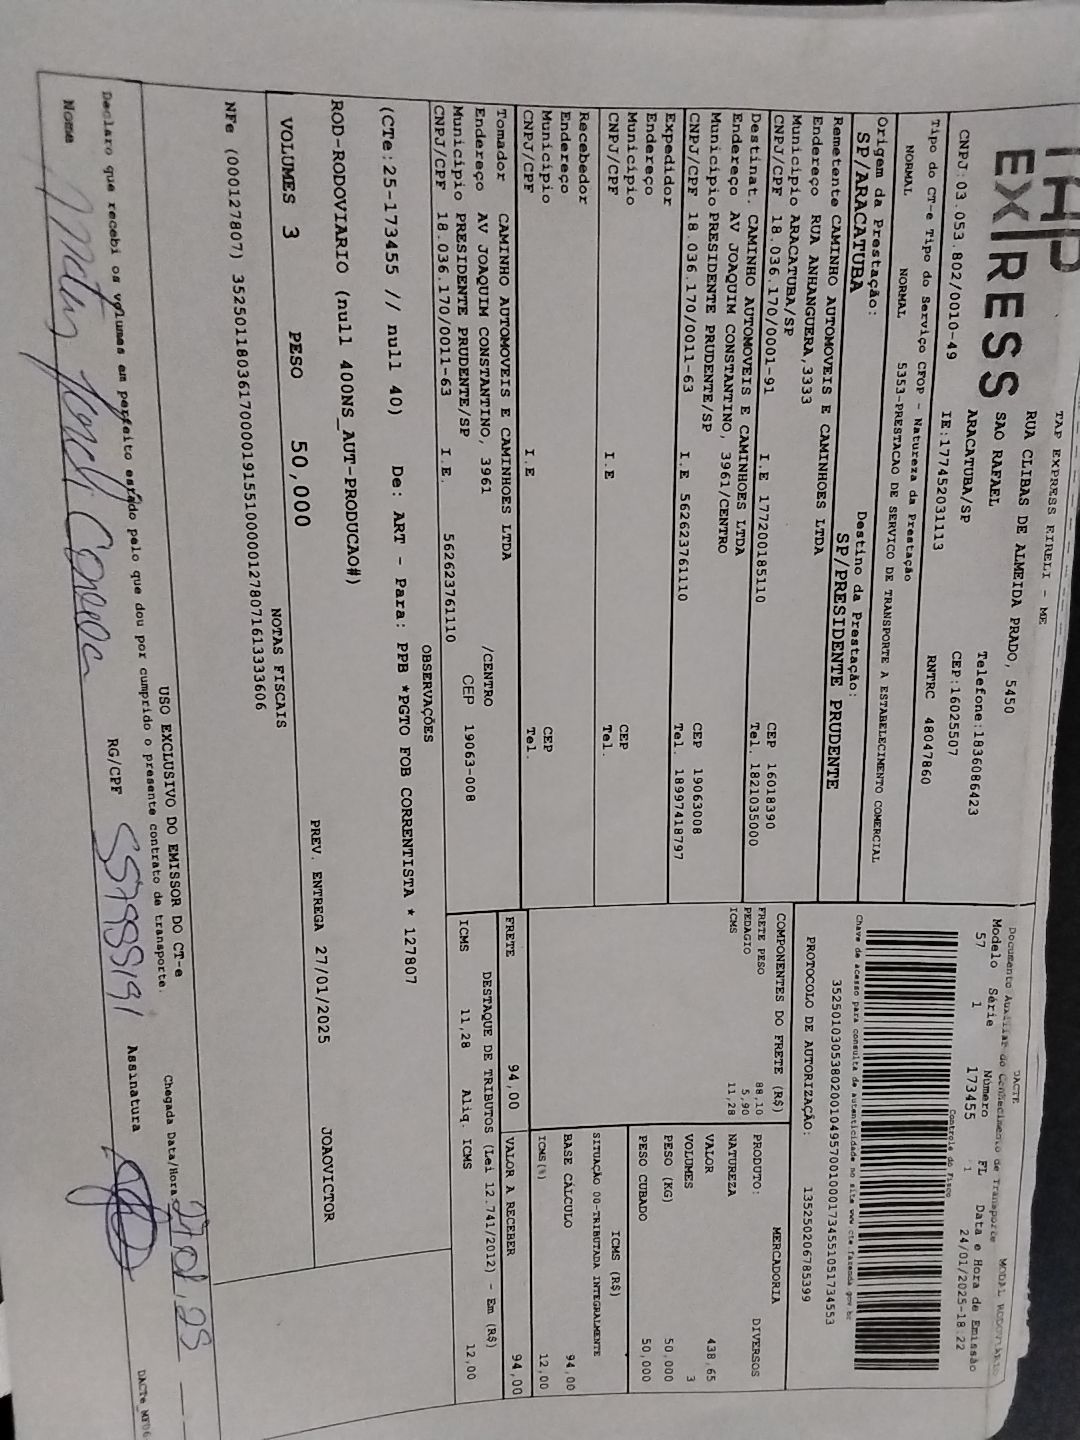 TAP EXPRESS EIRELI - ME
EX|RESS
RUA CLIBAS DE ALMEIDA PRADO, 5450
SAO RAFAEL
Telefone:1836086423
ARACATUBA/SP
CEP:16025507
CNPJ:03.053.802/0010-49 IE:177452031113 RNTRC 48047860
Tipo do CT-e Tipo do Serviço CFOP - Natureza da Prestação
NORMAL NORMAL 5353-PRESTACAO DE SERVICO DE TRANSPORTE A ESTABELECIMENTO COMERCIAL
Origem da Prestação: Destino da Prestação:
SP/ARACATUBA SP/PRESIDENTE PRUDENTE
Remetente CAMINHO AUTOMOVEIS E CAMINHOES LTDA
Endereço RUA ANHANGUERA,3333
Município ARACATUBA/SP CEP 16018390
CNPJ/CPF 18.036.170/0001-91 I.E 177200185110 Tel. 1821035000
Destinat. CAMINHO AUTOMOVEIS E CAMINHOES LTDA
Endereço AV JOAQUIM CONSTANTINO, 3961/CENTRO
Município PRESIDENTE PRUDENTE/SP CEP 19063008
CNPJ/CPF 18.036.170/0011-63 I.E 562623761110 Tel. 18997418797
Expedidor
Endereço
Município CEP
CNPJ/CPF I.E Tel.
Recebedor
Endereço
Município CEP
CNPJ/CPF I.E Tel.
Tomador CAMINHO AUTOMOVEIS E CAMINHOES LTDA
Endereço AV JOAQUIM CONSTANTINO, 3961 /CENTRO
Município PRESIDENTE PRUDENTE/SP CEP 19063-008
CNPJ/CPF 18.036.170/0011-63 I.E. 562623761110
DACTE
Documento Auxiliar do Conhecimento de Transporte MODAL RODOVIARIO
Modelo Série Número FL Data e Hora de Emissão
57 1 173455 1 24/01/2025-18:22
Controle do Fisco
Chave de acesso para consulta de autenticidade no site www.cte.fazenda.gov.br
35250103053802001049570010001734551051734553
PROTOCOLO DE AUTORIZAÇÃO: 135250206785399
COMPONENTES DO FRETE (R$)
FRETE PESO 88,10
PEDAGIO 5,90
ICMS 11,28
MERCADORIA
PRODUTO: DIVERSOS
NATUREZA
VALOR 438,65
VOLUMES 3
PESO (KG) 50,000
PESO CUBADO 50,000
ICMS (R$)
SITUAÇÃO 00-TRIBUTADA INTEGRALMENTE
BASE CÁLCULO 94,00
ICMS(%) 12,00
FRETE 94,00 VALOR A RECEBER 94,00
DESTAQUE DE TRIBUTOS (Lei 12.741/2012) - Em (R$)
ICMS 11,28 Aliq. ICMS 12,00
OBSERVAÇÕES
(CTe:25-173455 // null 40) De: ART - Para: PPB *PGTO FOB CORRENTISTA * 127807
ROD-RODOVIARIO (null 400NS_AUT-PRODUCAO#)
VOLUMES 3 PESO 50,000 PREV. ENTREGA 27/01/2025 JOAOVICTOR
NOTAS FISCAIS
NFe (000127807) 35250118036170000191551000001278071613333606
USO EXCLUSIVO DO EMISSOR DO CT-e
Declaro que recebi os volumes em perfeito estado pelo que dou por cumprido o presente contrato de transporte.
Chegada Data/Hora:
Nome RG/CPF Assinatura